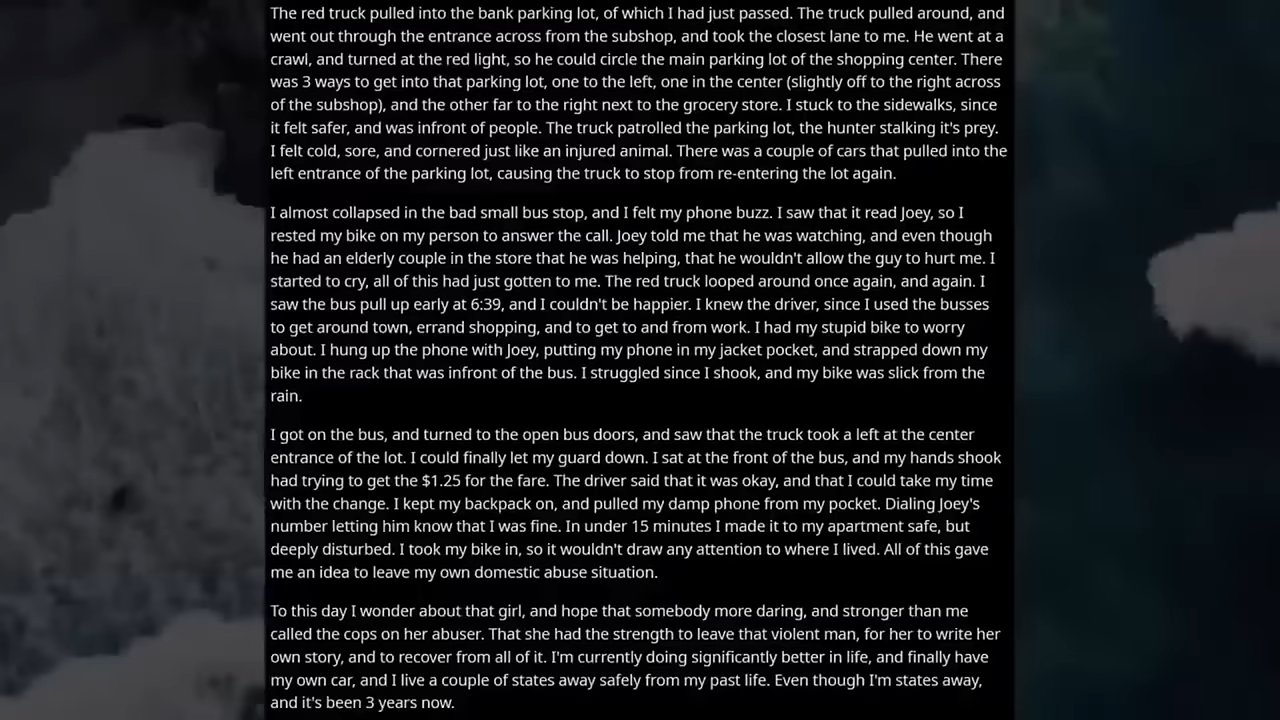 The red truck pulled into the bank parking lot, of which I had just passed. The truck pulled around, and
went out through the entrance across from the subshop, and took the closest lane to me. He went at a
crawl, and turned at the red light, so he could circle the main parking lot of the shopping center. There
was 3 ways to get into that parking lot, one to the left, one in the center (slightly off to the right across
of the subshop), and the other far to the right next to the grocery store. I stuck to the sidewalks, since
it felt safer, and was infront of people. The truck patrolled the parking lot, the hunter stalking it's prey.
I felt cold, sore, and cornered just like an injured animal. There was a couple of cars that pulled into the
left entrance of the parking lot, causing the truck to stop from re-entering the lot again.
I almost collapsed in the bad small bus stop, and I felt my phone buzz. I saw that it read Joey, so I
rested my bike on my person to answer the call. Joey told me that he was watching, and even though
he had an elderly couple in the store that he was helping, that he wouldn't allow the guy to hurt me. I
started to cry, all of this had just gotten to me. The red truck looped around once again, and again. I
saw the bus pull up early at 6:39, and I couldn't be happier. I knew the driver, since I used the busses
to get around town, errand shopping, and to get to and from work. I had my stupid bike to worry
about. I hung up the phone with Joey, putting my phone in my jacket pocket, and strapped down my
bike in the rack that was infront of the bus. I struggled since I shook, and my bike was slick from the
rain.
I got on the bus, and turned to the open bus doors, and saw that the truck took a left at the center
entrance of the lot. I could finally let my guard down. I sat at the front of the bus, and my hands shook
had trying to get the $1.25 for the fare. The driver said that it was okay, and that I could take my time
with the change. I kept my backpack on, and pulled my damp phone from my pocket. Dialing Joey's
number letting him know that I was fine. In under 15 minutes I made it to my apartment safe, but
deeply disturbed. I took my bike in, so it wouldn't draw any attention to where I lived. All of this gave
me an idea to leave my own domestic abuse situation.
To this day I wonder about that girl, and hope that somebody more daring, and stronger than me
called the cops on her abuser. That she had the strength to leave that violent man, for her to write her
own story, and to recover from all of it. I'm currently doing significantly better in life, and finally have
my own car, and I live a couple of states away safely from my past life. Even though I'm states away,
and it's been 3 years now.